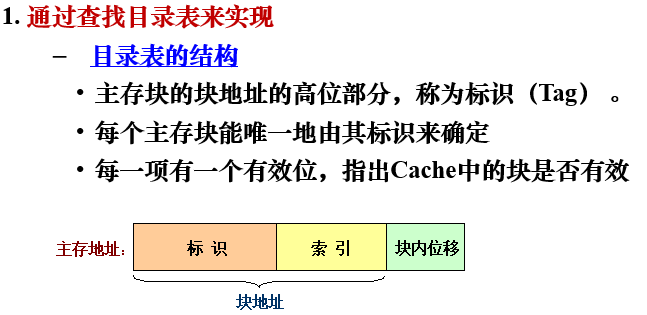 1. 通过查找目录表来实现
– 目录表的结构
• 主存块的块地址的高位部分，称为标识（Tag） 。
• 每个主存块能唯一地由其标识来确定
• 每一项有一个有效位，指出Cache中的块是否有效
主存地址： 标 识 索 引 块内位移
块地址